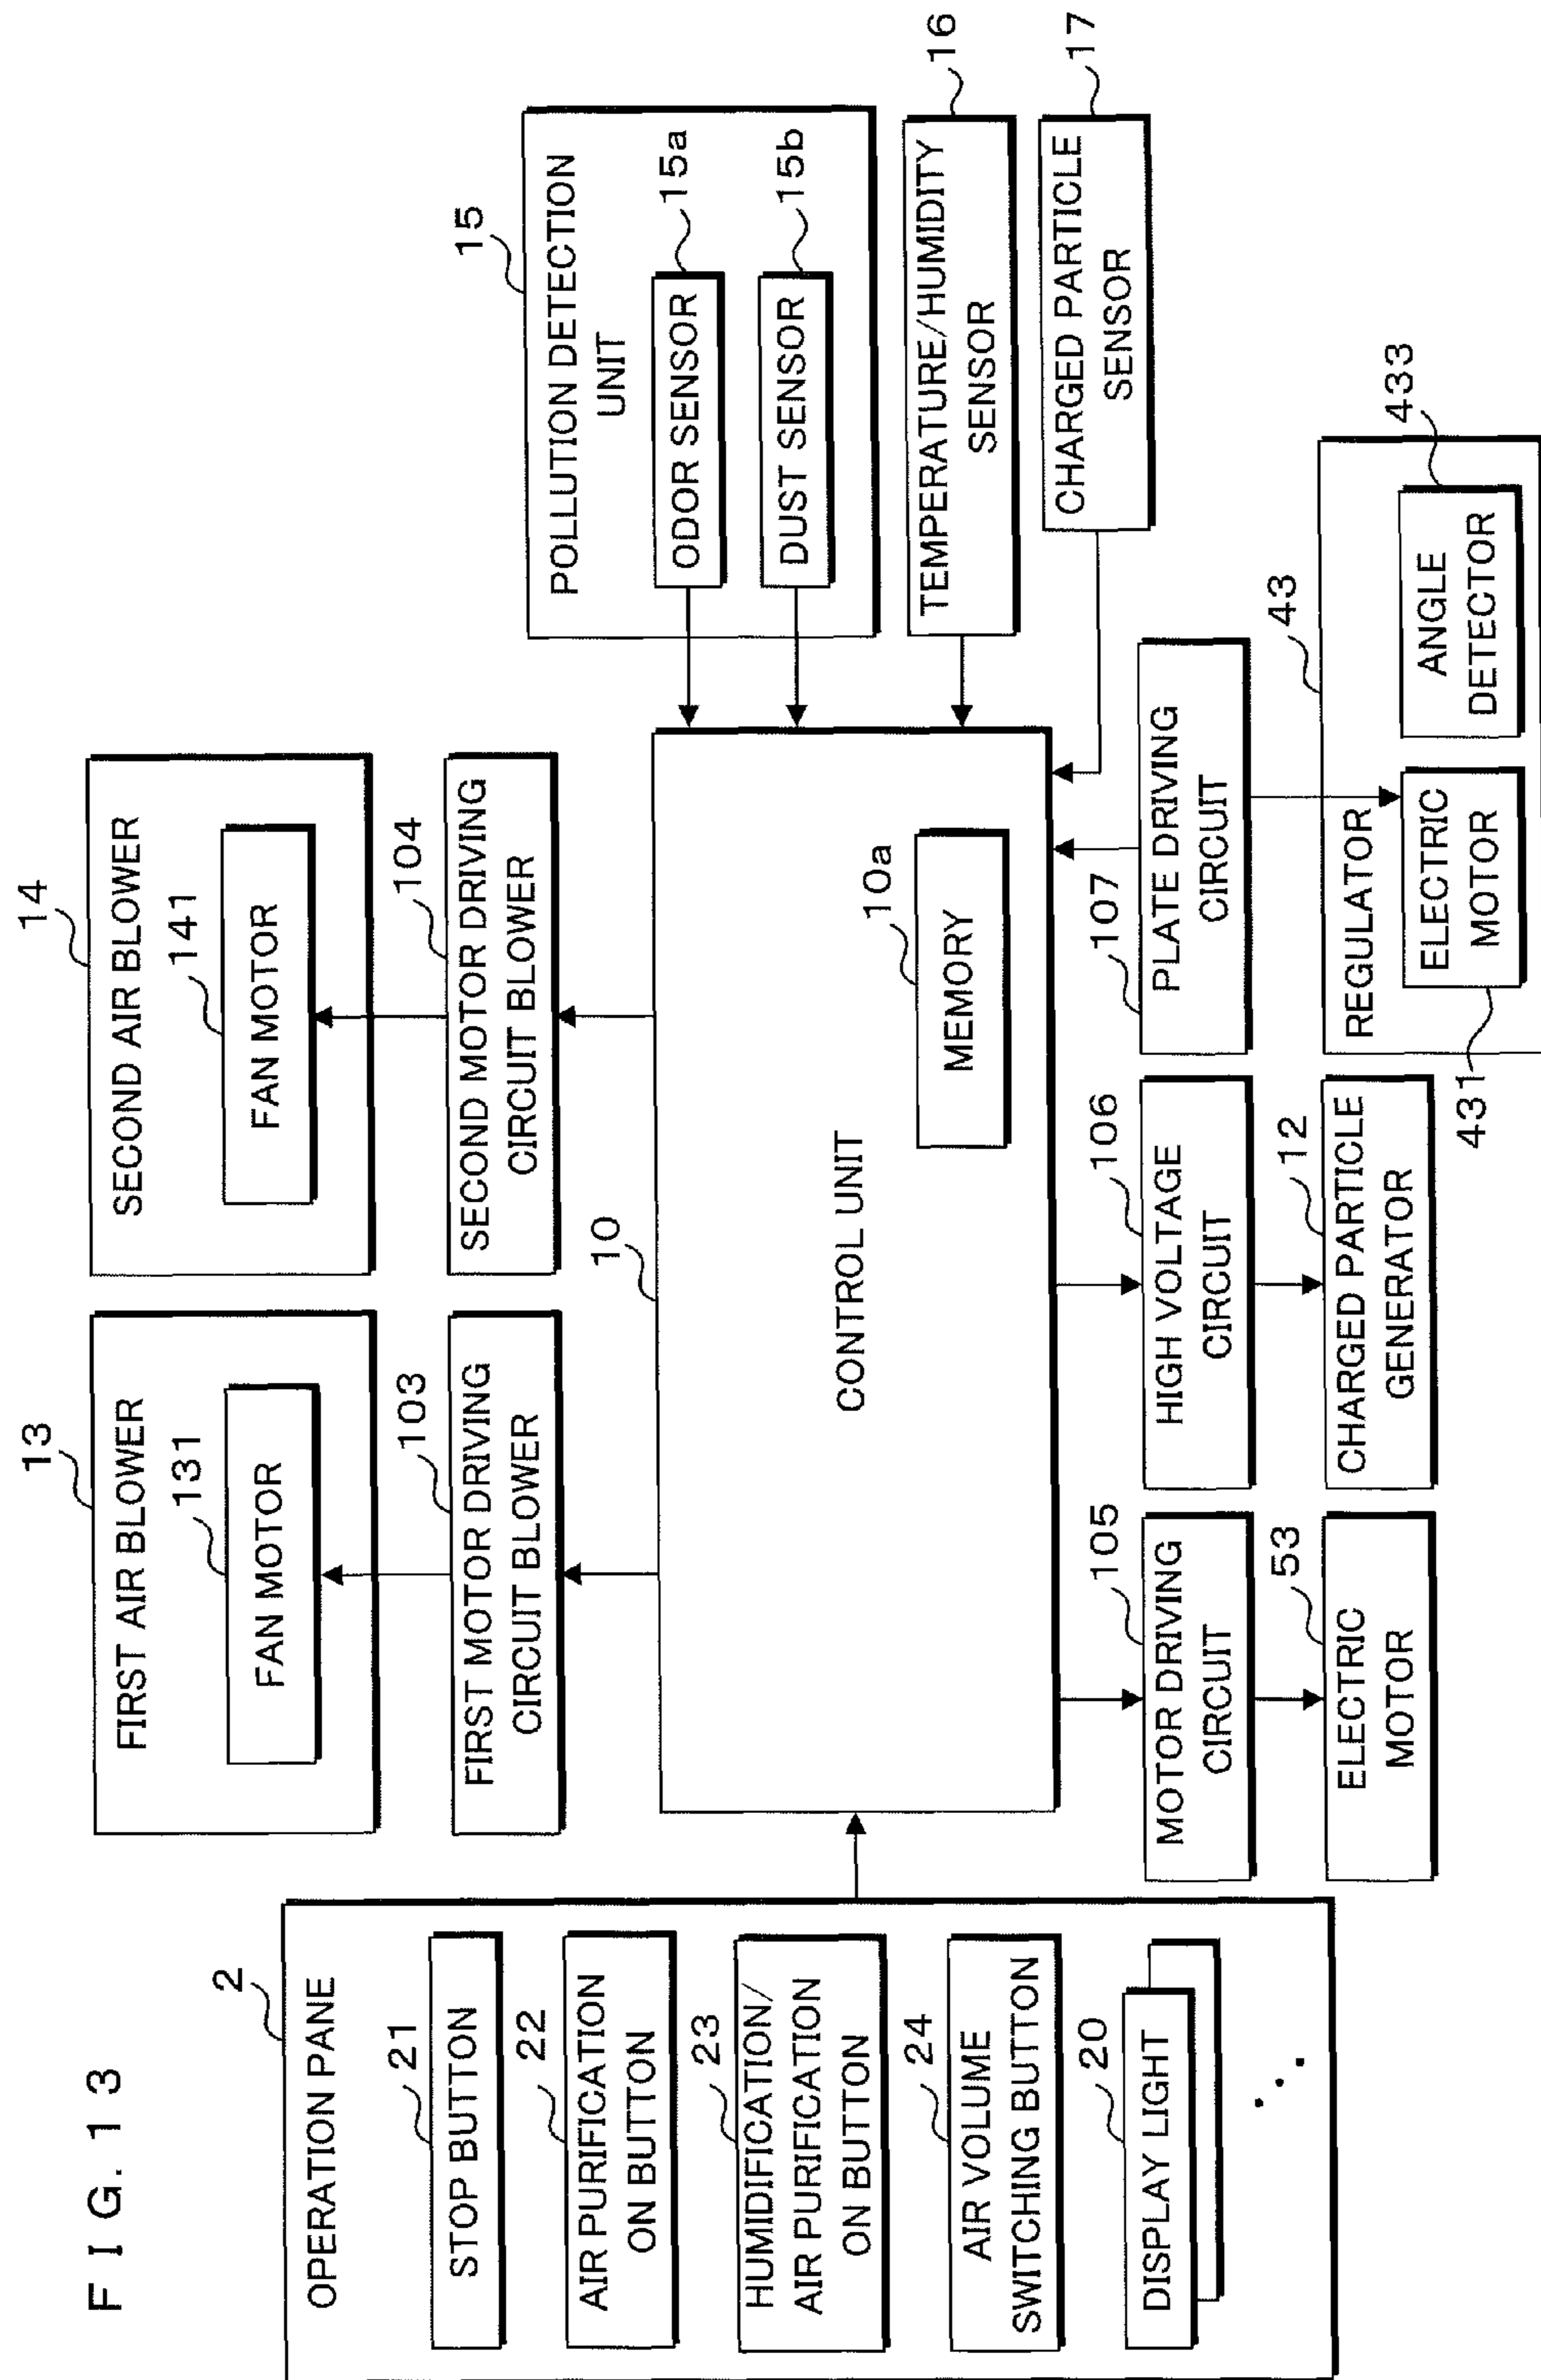 FIG. 13
2
OPERATION PANE
21
STOP BUTTON
22
AIR PURIFICATION
ON BUTTON
23
HUMIDIFICATION/
AIR PURIFICATION
ON BUTTON
24
AIR VOLUME
SWITCHING BUTTON
20
DISPLAY LIGHT
13
FIRST AIR BLOWER
131
FAN MOTOR
103
FIRST MOTOR DRIVING
CIRCUIT BLOWER
14
SECOND AIR BLOWER
141
FAN MOTOR
104
SECOND MOTOR DRIVING
CIRCUIT BLOWER
10
CONTROL UNIT
10a
MEMORY
15
POLLUTION DETECTION
UNIT
15a
ODOR SENSOR
15b
DUST SENSOR
16
TEMPERATURE/HUMIDITY
SENSOR
17
CHARGED PARTICLE
SENSOR
105
MOTOR DRIVING
CIRCUIT
53
ELECTRIC
MOTOR
106
HIGH VOLTAGE
CIRCUIT
12
CHARGED PARTICLE
GENERATOR
107
PLATE DRIVING
CIRCUIT
43
REGULATOR
431
ELECTRIC
MOTOR
433
ANGLE
DETECTOR